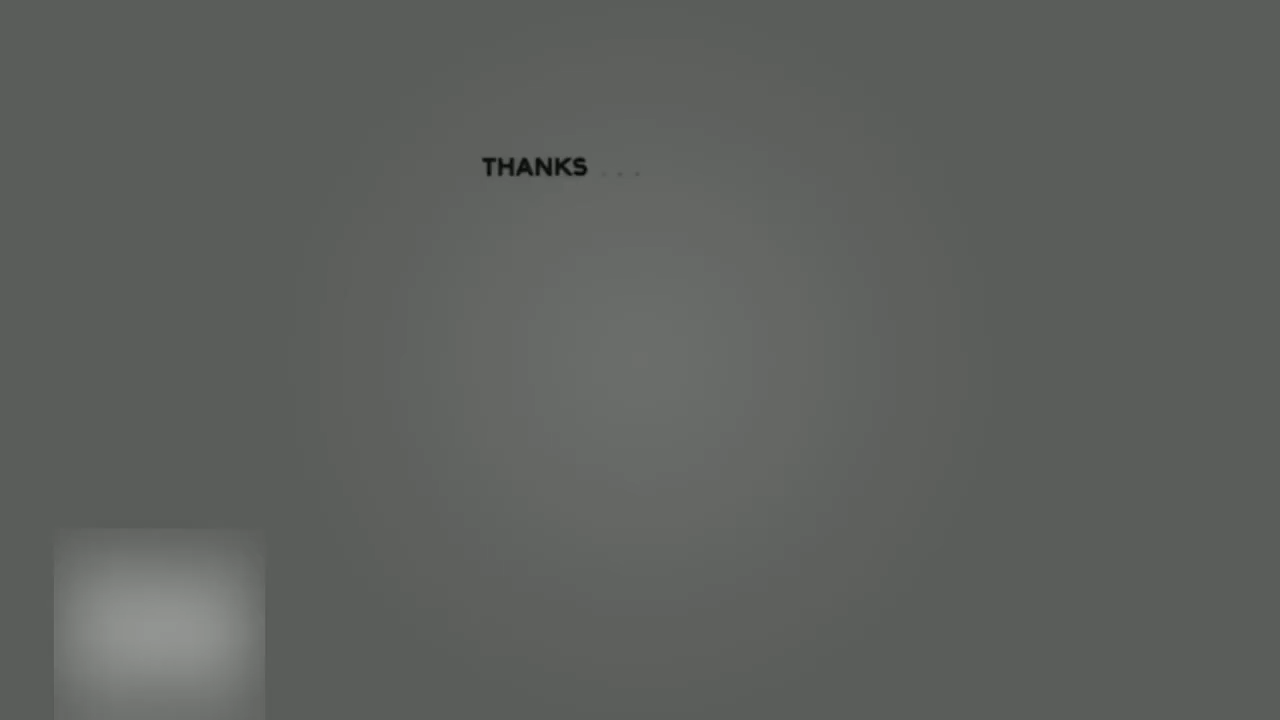 THANKS . . .